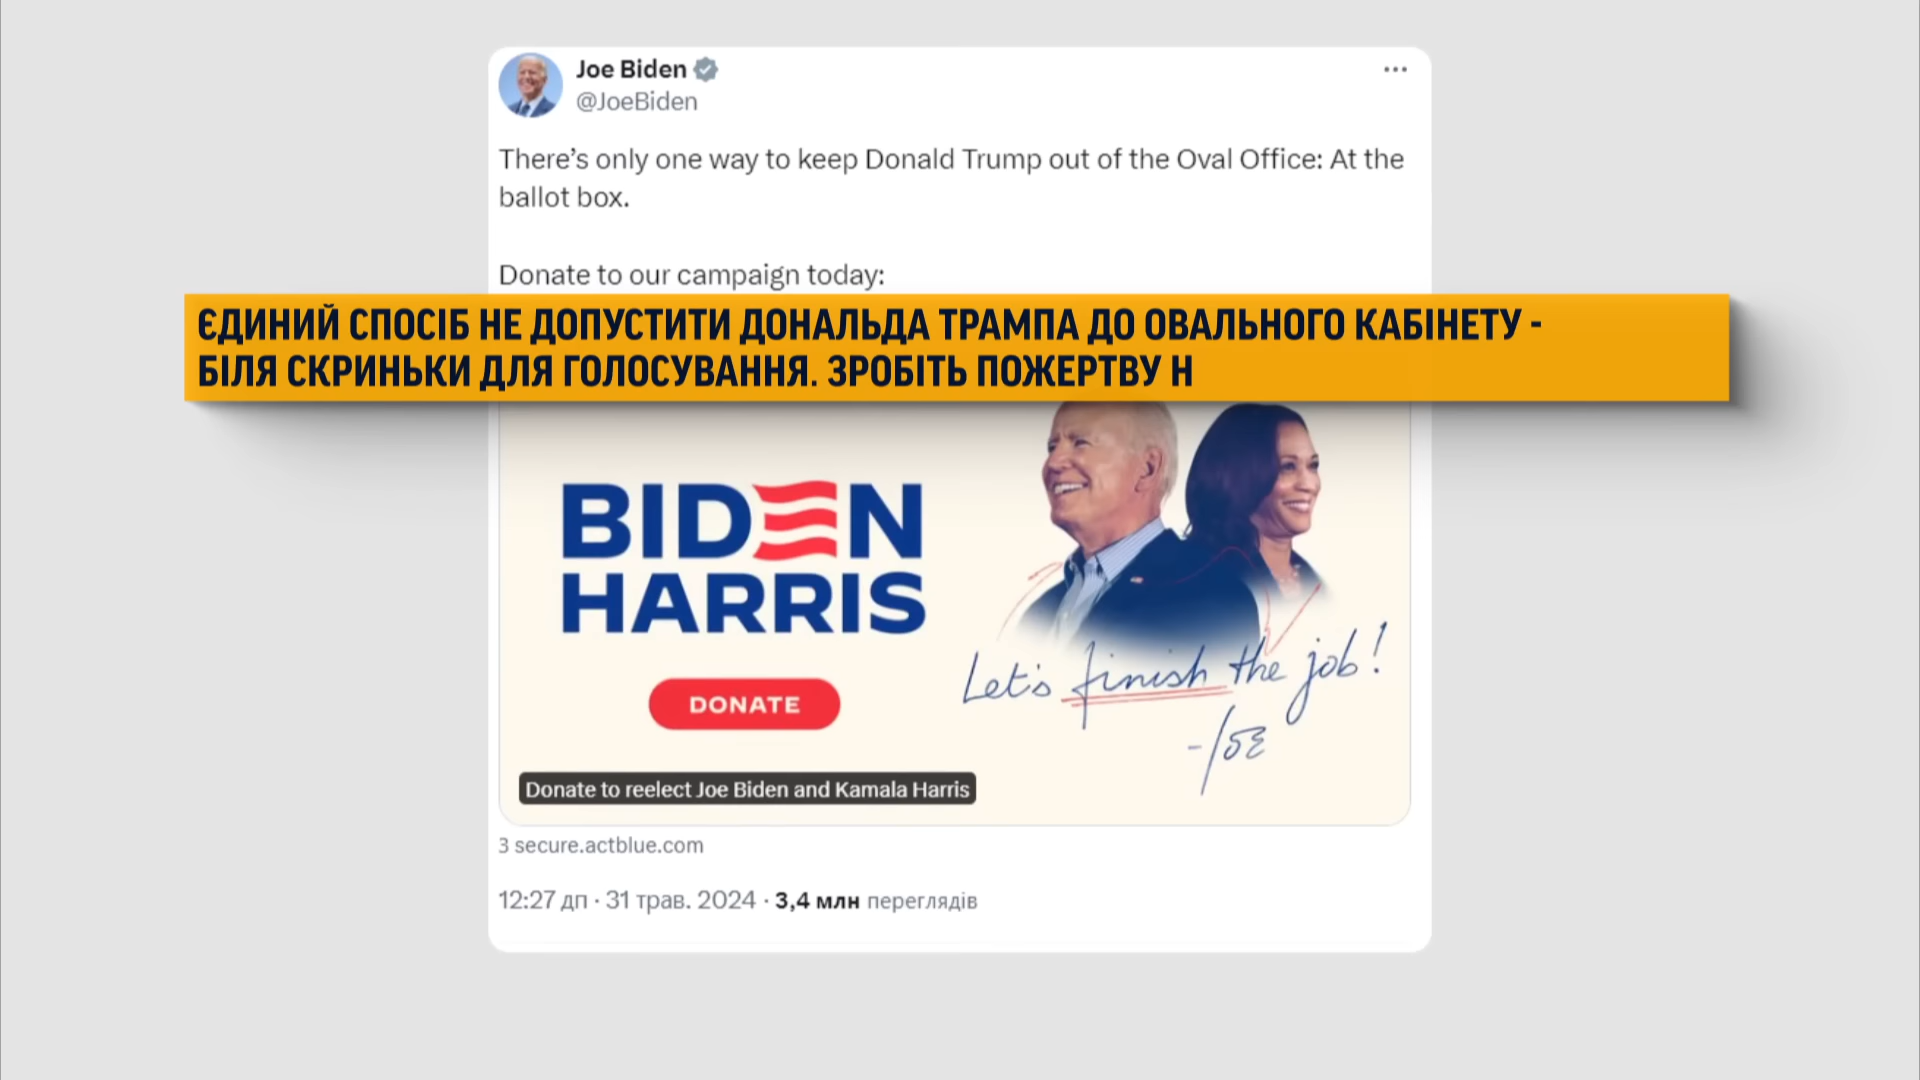 Joe Biden
@JoeBiden
There's only one way to keep Donald Trump out of the Oval Office: At the
ballot box.
Donate to our campaign today:
ЄДИНИЙ СПОСІБ НЕ ДОПУСТИТИ ДОНАЛЬДА ТРАМПА ДО ОВАЛЬНОГО КАБІНЕТУ -
БІЛЯ СКРИНЬКИ ДЛЯ ГОЛОСУВАННЯ. ЗРОБІТЬ ПОЖЕРТВУ Н
BIDEN
HARRIS
Let's finish the job!
-Joe
DONATE
Donate to reelect Joe Biden and Kamala Harris
З secure.actblue.com
12:27 дп · 31 трав. 2024 · 3,4 млн переглядів